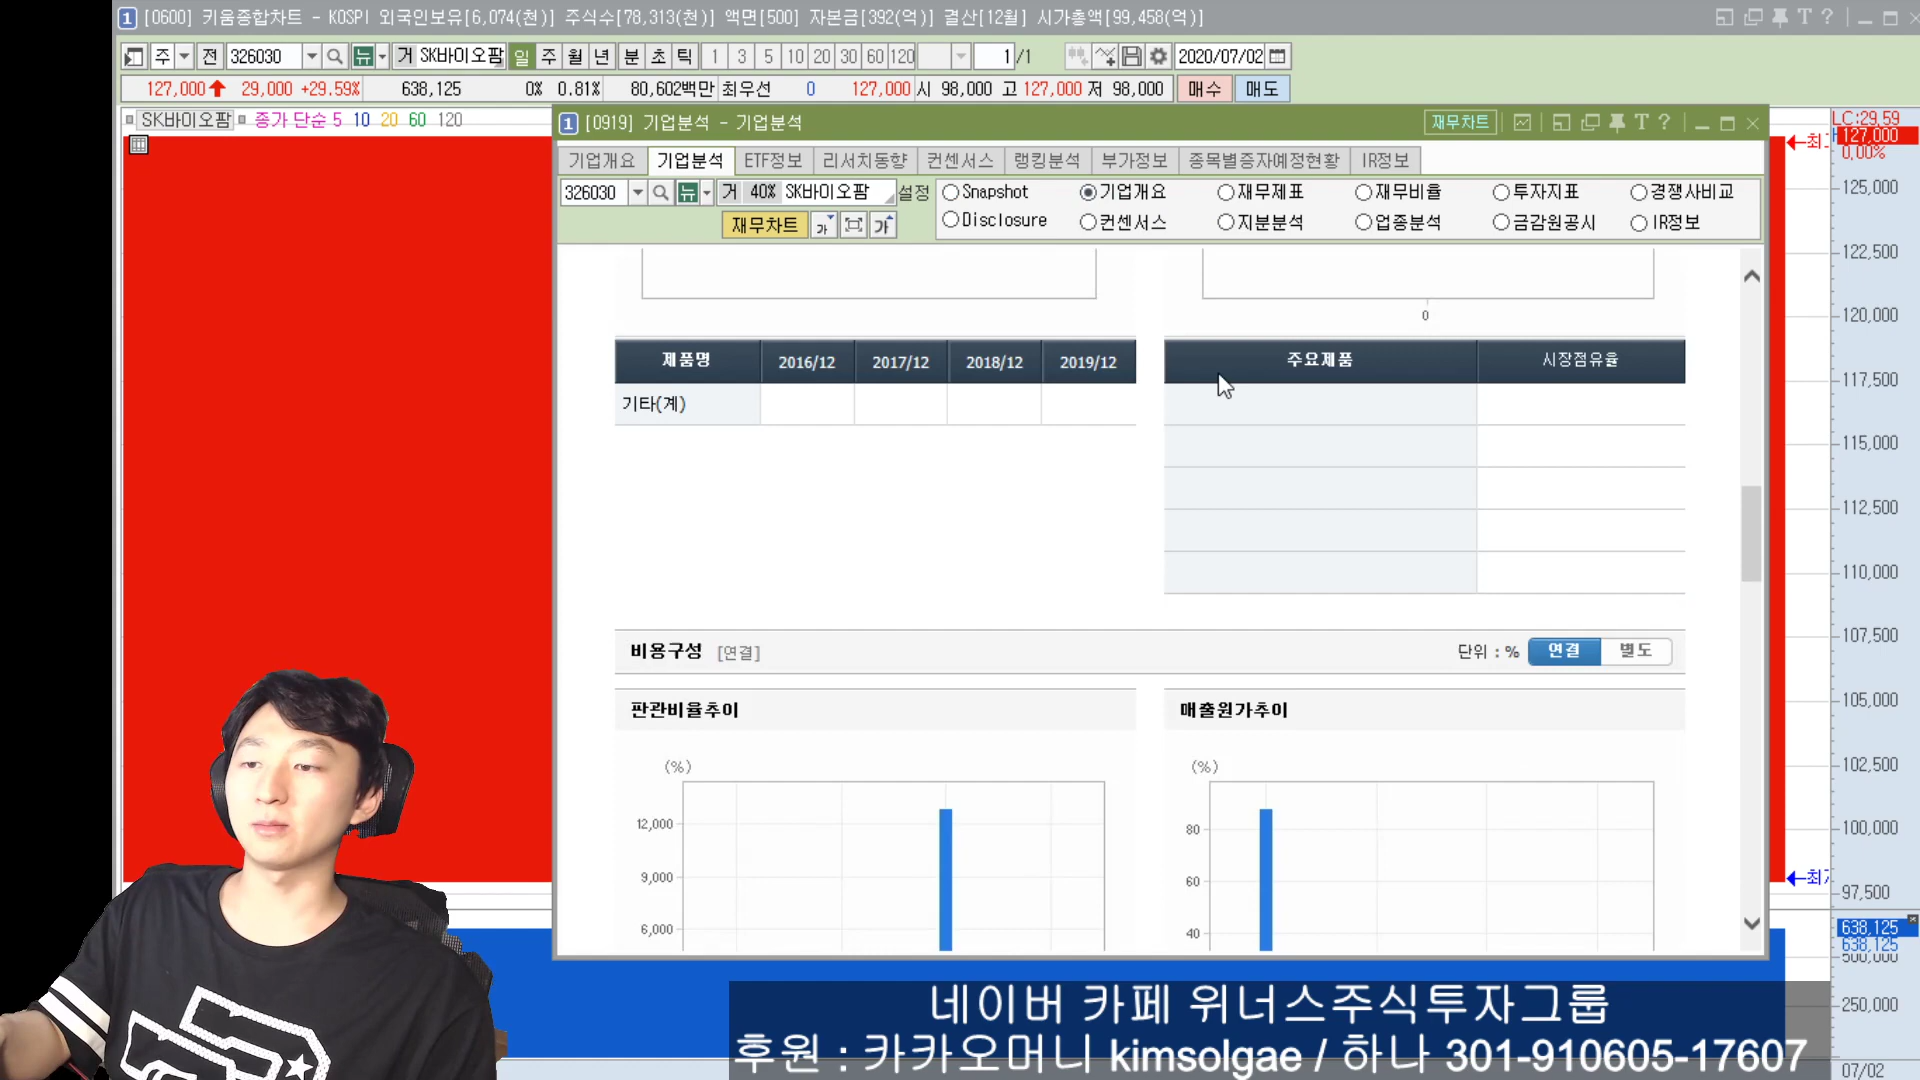 1 [0600] 키움종합차트 - KOSPI 외국인보유[6,074(천)] 주식수[78,313(천)] 액면[500] 자본금[392(억)] 결산[12월] 시가총액[99,458(억)]
주 전 326030 뉴 거 SK바이오팜 일 주 월 년 분 초 틱 1 3 5 10 20 30 60 120 1 /1 2020/07/02
127,000 29,000 +29.59% 638,125 0% 0.81% 80,602백만 최우선 0 127,000 시 98,000 고 127,000 저 98,000 매수 매도
SK바이오팜 종가 단순 5 10 20 60 120
LC:29,59
127,000
0,00%
125,000
122,500
120,000
117,500
115,000
112,500
110,000
107,500
105,000
102,500
100,000
97,500
638,125
638,125
500,000
250,000
07/02
1 [0919] 기업분석 - 기업분석 재무차트
기업개요 기업분석 ETF정보 리서치동향 컨센서스 랭킹분석 부가정보 종목별증자예정현황 IR정보
326030 뉴 거 40% SK바이오팜 설정 Snapshot 기업개요 재무제표 재무비율 투자지표 경쟁사비교
재무차트 가 가 Disclosure 컨센서스 지분분석 업종분석 금감원공시 IR정보
0
제품명 2016/12 2017/12 2018/12 2019/12
기타(계)
주요제품 시장점유율
비용구성 [연결] 단위 : % 연결 별도
판관비율추이
(%)
12,000
9,000
6,000
매출원가추이
(%)
80
60
40
네이버 카페 위너스주식투자그룹
후원 : 카카오머니 kimsolgae / 하나 301-910605-17607